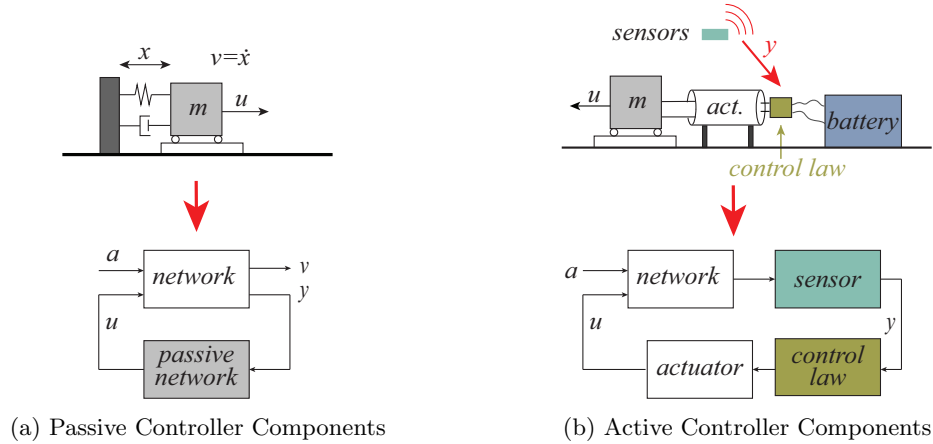 x
v=ẋ
m
u
a
network
v
y
u
passive
network
(a) Passive Controller Components
sensors
y
u
m
act.
battery
control law
a
network
sensor
u
y
actuator
control
law
(b) Active Controller Components